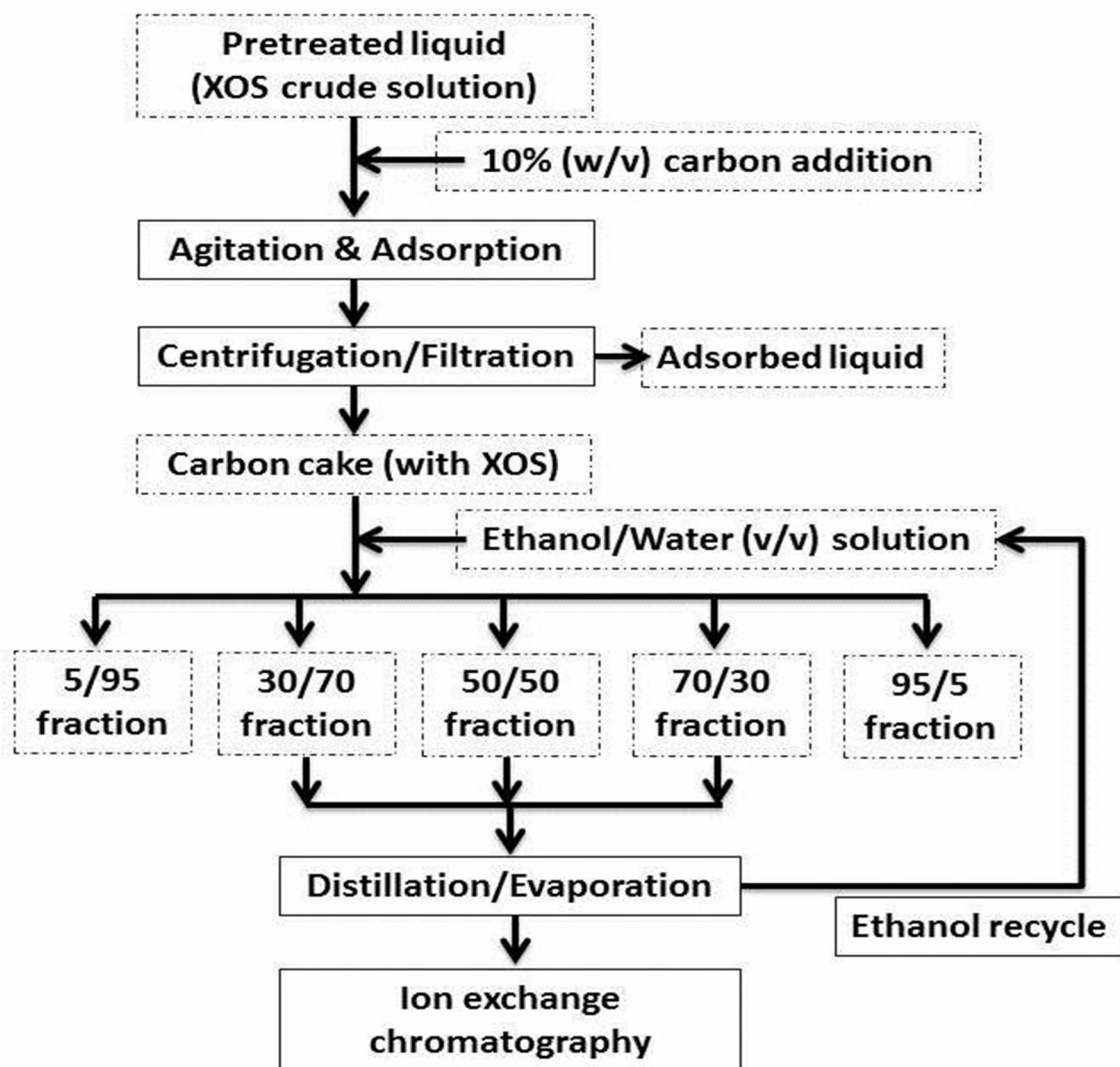 Pretreated liquid
(XOS crude solution)
10% (w/v) carbon addition
Agitation & Adsorption
Centrifugation/Filtration
Adsorbed liquid
Carbon cake (with XOS)
Ethanol/Water (v/v) solution
5/95
fraction
30/70
fraction
50/50
fraction
70/30
fraction
95/5
fraction
Distillation/Evaporation
Ethanol recycle
Ion exchange
chromatography